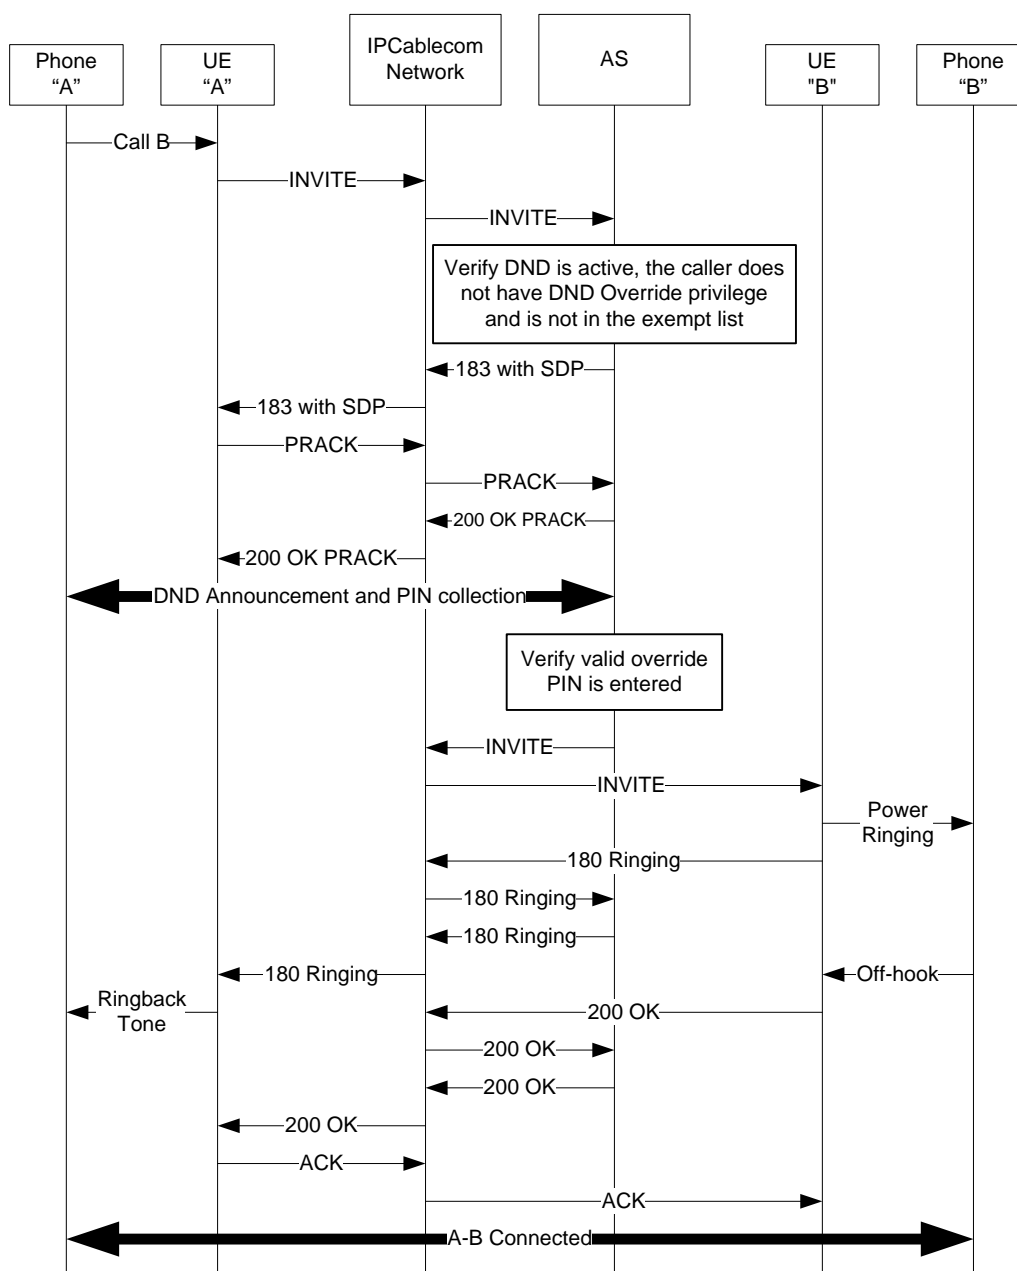 Phone
“A”
UE
“A”
IPCablecom
Network
AS
UE
"B"
Phone
“B”
Call B
INVITE
INVITE
Verify DND is active, the caller does
not have DND Override privilege
and is not in the exempt list
183 with SDP
183 with SDP
PRACK
PRACK
200 OK PRACK
200 OK PRACK
DND Announcement and PIN collection
Verify valid override
PIN is entered
INVITE
INVITE
Power
Ringing
180 Ringing
180 Ringing
180 Ringing
180 Ringing
Off-hook
Ringback
Tone
200 OK
200 OK
200 OK
200 OK
ACK
ACK
A-B Connected